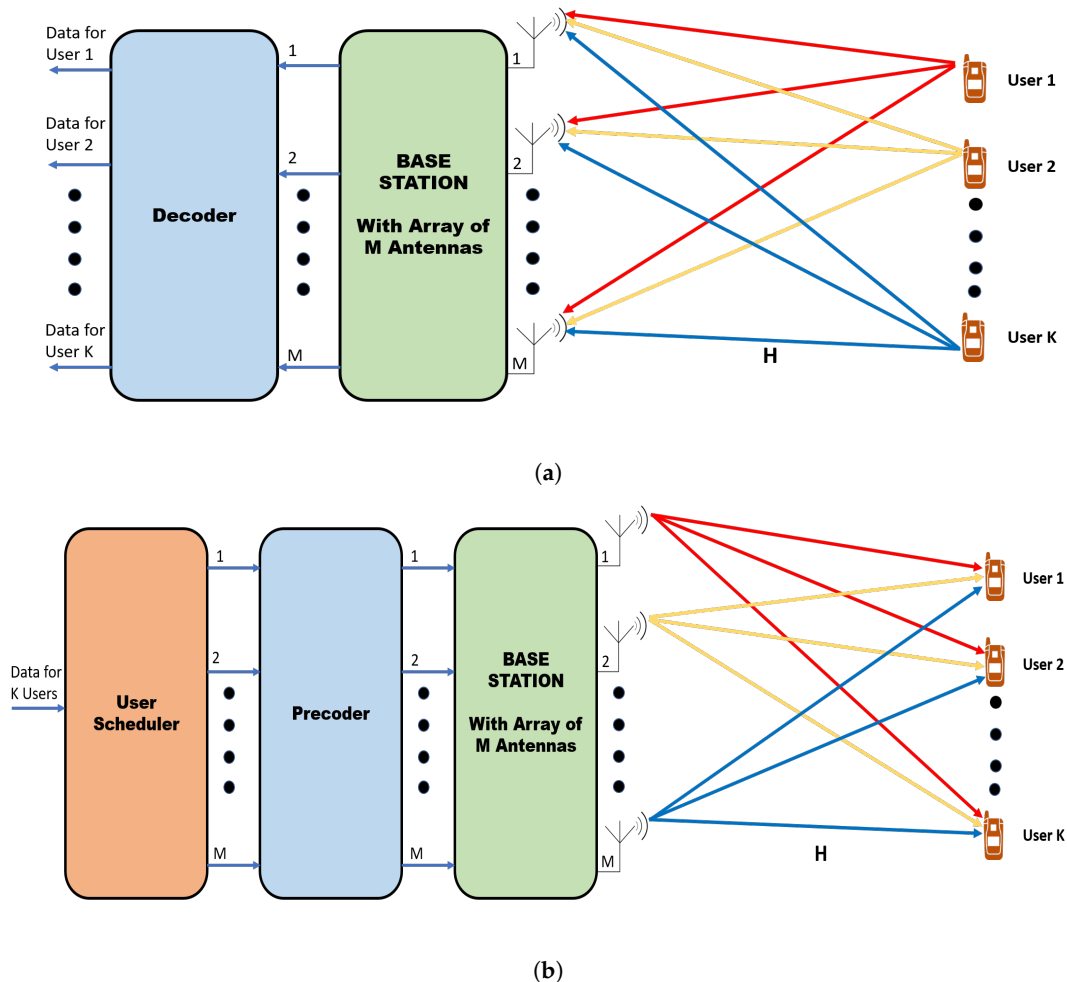 Data for
User 1
1
1
User 1
Data for
User 2
2
BASE
STATION
2
User 2
Decoder
With Array of
M Antennas
Data for
User K
M
M
H
User K
(a)
1
1
1
User 1
Data for
K Users
2
2
BASE
STATION
2
User 2
User
Scheduler
Precoder
With Array of
M Antennas
M
M
M
H
User K
(b)